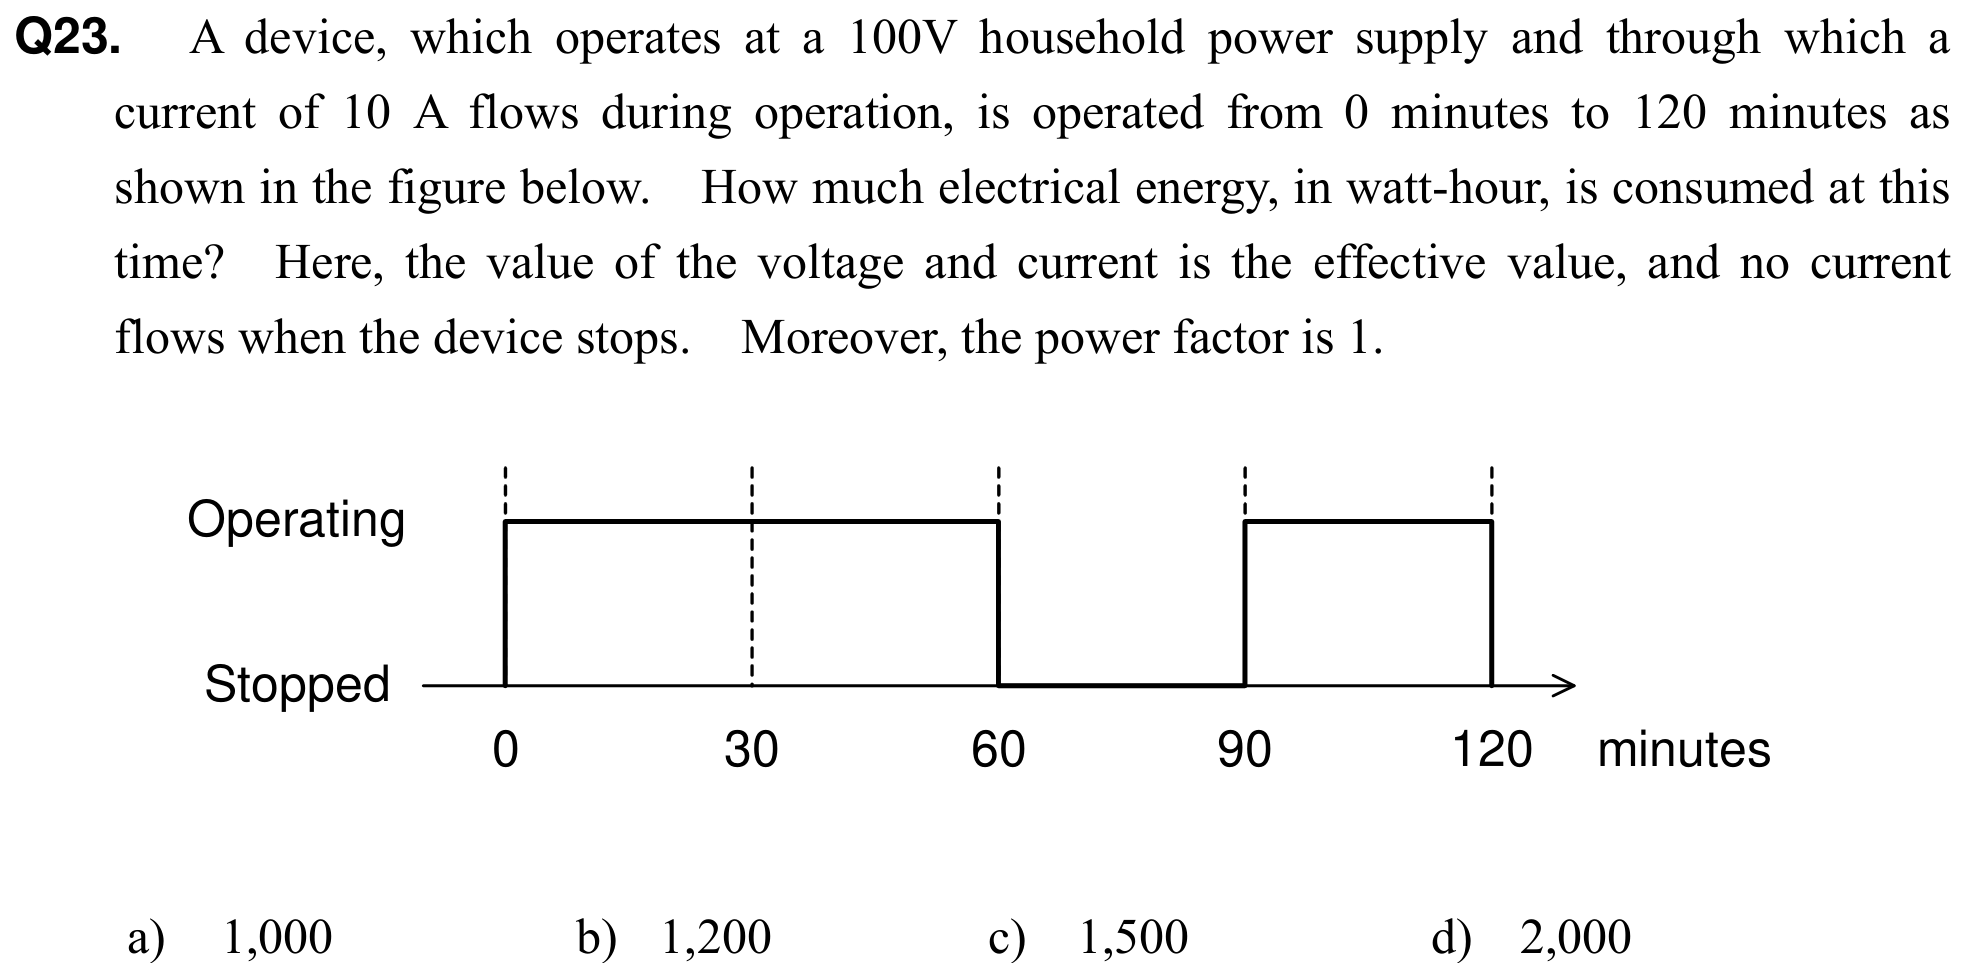 Q23. A device, which operates at a 100V household power supply and through which a
current of 10 A flows during operation, is operated from 0 minutes to 120 minutes as
shown in the figure below. How much electrical energy, in watt-hour, is consumed at this
time? Here, the value of the voltage and current is the effective value, and no current
flows when the device stops. Moreover, the power factor is 1.
Operating
Stopped
0 30 60 90 120 minutes
a) 1,000 b) 1,200 c) 1,500 d) 2,000